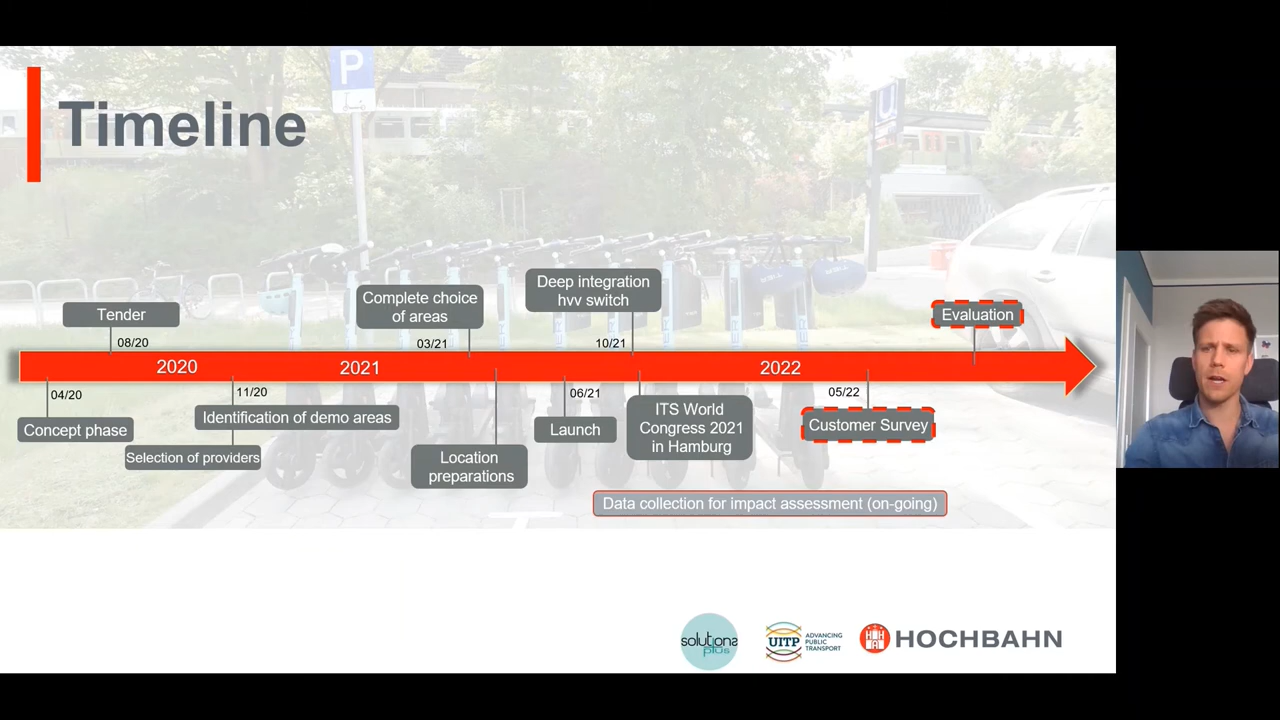 P
U
Timeline
Tender
Complete choice
of areas
Deep integration
hvv switch
Evaluation
08/20
03/21
10/21
2020
2021
2022
04/20
11/20
06/21
05/22
Concept phase
Identification of demo areas
Selection of providers
Location
preparations
Launch
ITS World
Congress 2021
in Hamburg
Customer Survey
Data collection for impact assessment (on-going)
solutions
plus
UITP
ADVANCING
PUBLIC
TRANSPORT
HOCHBAHN